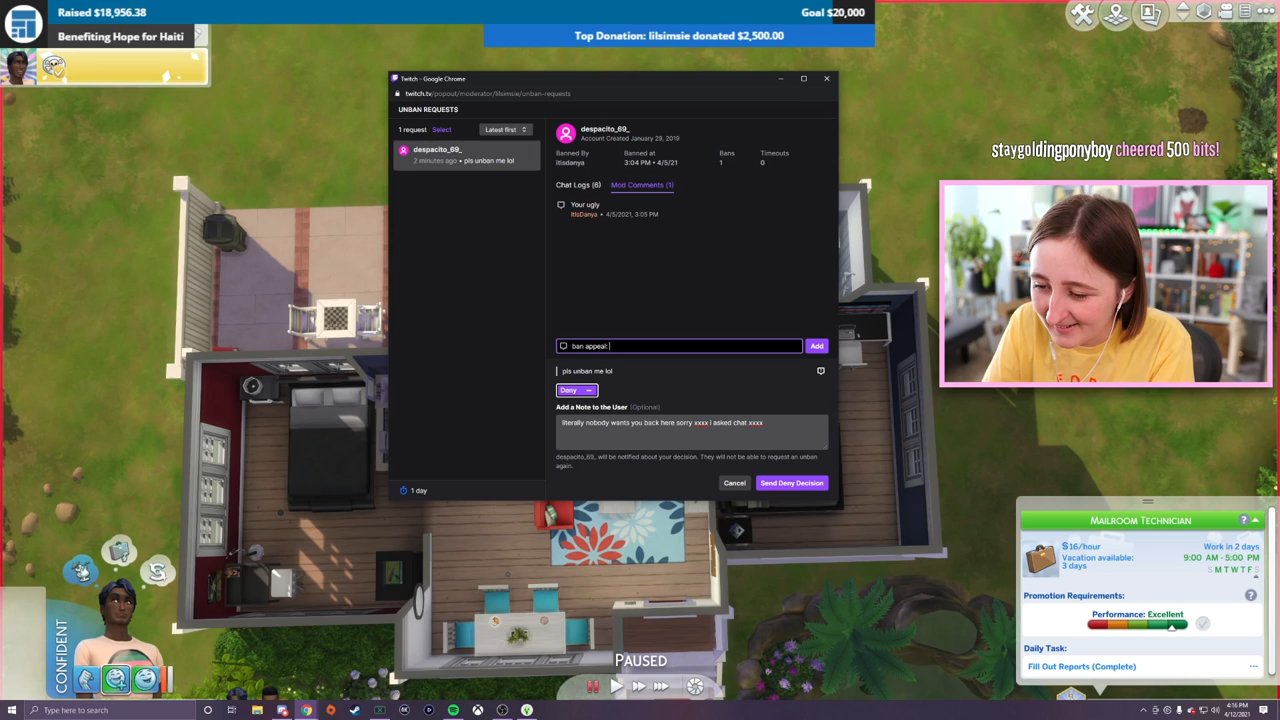 Raised $18,956.38
Goal $20,000
Benefiting Hope for Haiti
Top Donation: lilsimsie donated $2,500.00
Twitch - Google Chrome
twitch.tv/popout/moderator/lilsimsie/unban-requests
UNBAN REQUESTS
1 request Select Latest first
despacito_69_
2 minutes ago • pls unban me lol
1 day
despacito_69_
Account Created January 29, 2019
Banned By Banned at Bans Timeouts
itisdanya 3:04 PM • 4/5/21 1 0
Chat Logs (6) Mod Comments (1)
Your ugly
ItIsDanya • 4/5/2021, 3:05 PM
ban appeal: Add
pls unban me lol
Deny
Add a Note to the User (Optional)
literally nobody wants you back here sorry xxxx i asked chat xxxx
despacito_69_ will be notified about your decision. They will not be able to request an unban
again.
Cancel Send Deny Decision
staygoldingponyboy cheered 500 bits!
MAILROOM TECHNICIAN
?
$16/hour Work in 2 days
Vacation available: 9:00 AM - 5:00 PM
3 days S M T W T F S
Promotion Requirements: ?
Performance: Excellent
Daily Task:
Fill Out Reports (Complete)
CONFIDENT
PAUSED
Type here to search
4:16 PM
4/12/2021